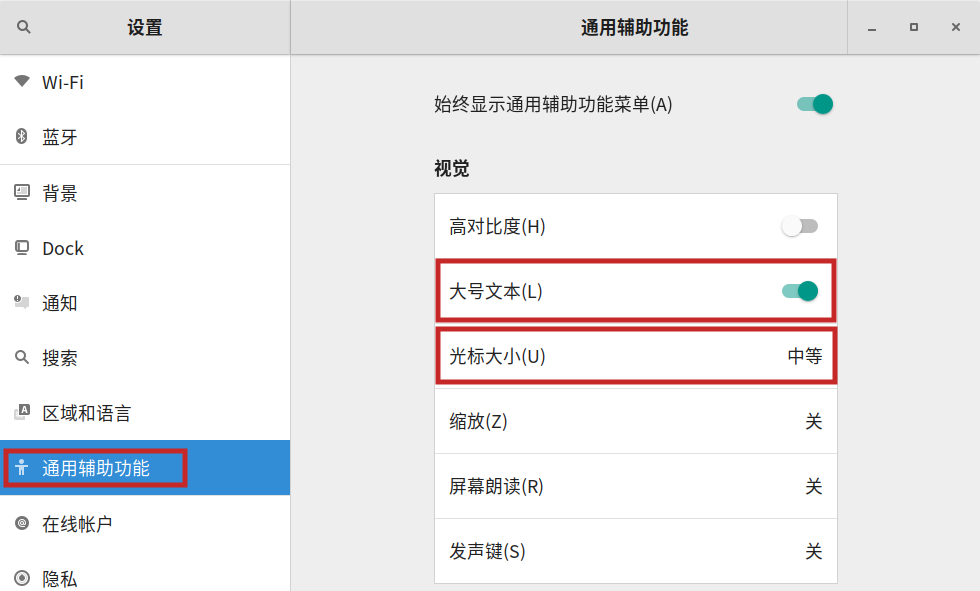 设置
通用辅助功能
Wi-Fi
蓝牙
背景
Dock
通知
搜索
区域和语言
通用辅助功能
在线帐户
隐私
始终显示通用辅助功能菜单(A)
视觉
高对比度(H)
大号文本(L)
光标大小(U) 中等
缩放(Z) 关
屏幕朗读(R) 关
发声键(S) 关